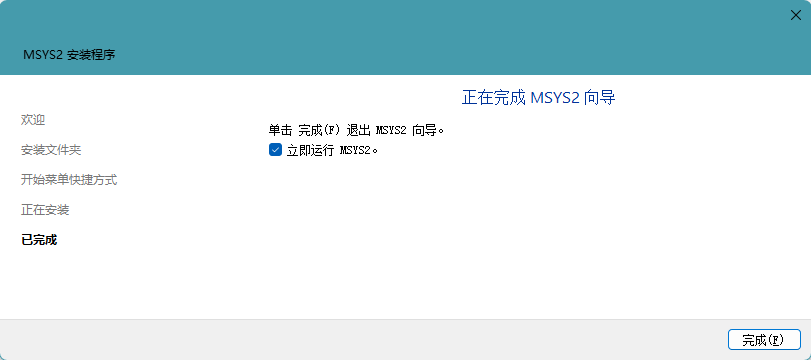 MSYS2 安装程序
正在完成 MSYS2 向导
欢迎
单击 完成(F) 退出 MSYS2 向导。
立即运行 MSYS2。
安装文件夹
开始菜单快捷方式
正在安装
已完成
完成(F)